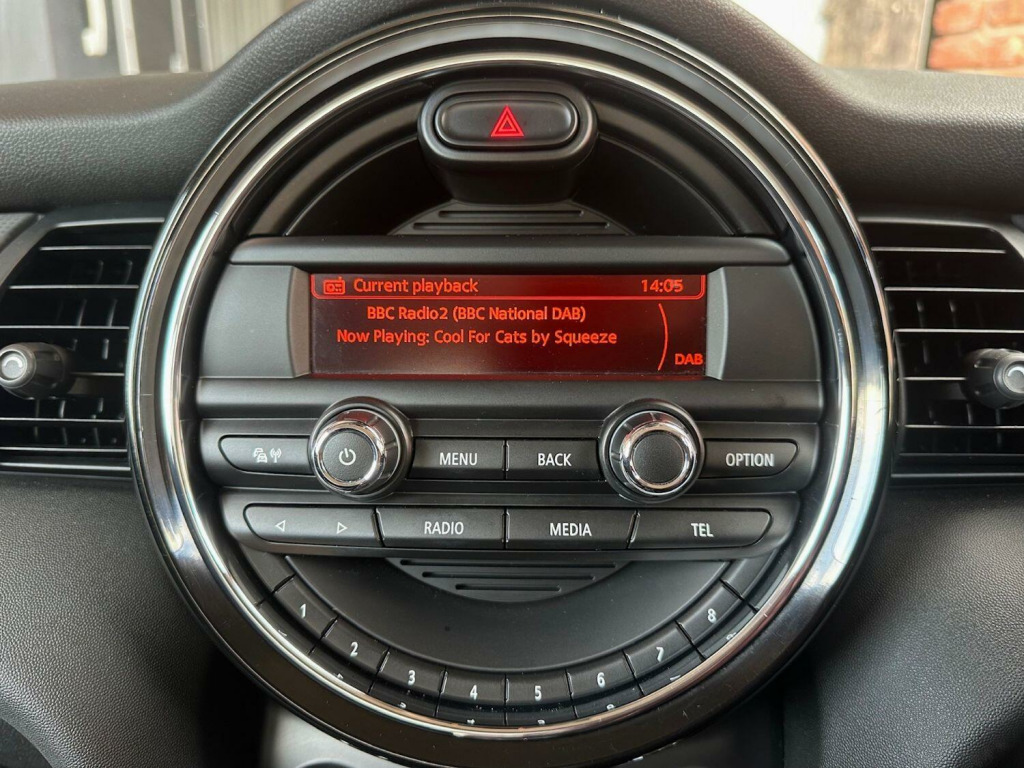 Current playback 14:05
BBC Radio2 (BBC National DAB)
Now Playing: Cool For Cats by Squeeze
DAB
MENU BACK OPTION
RADIO MEDIA TEL
1 2 3 4 5 6 7 8